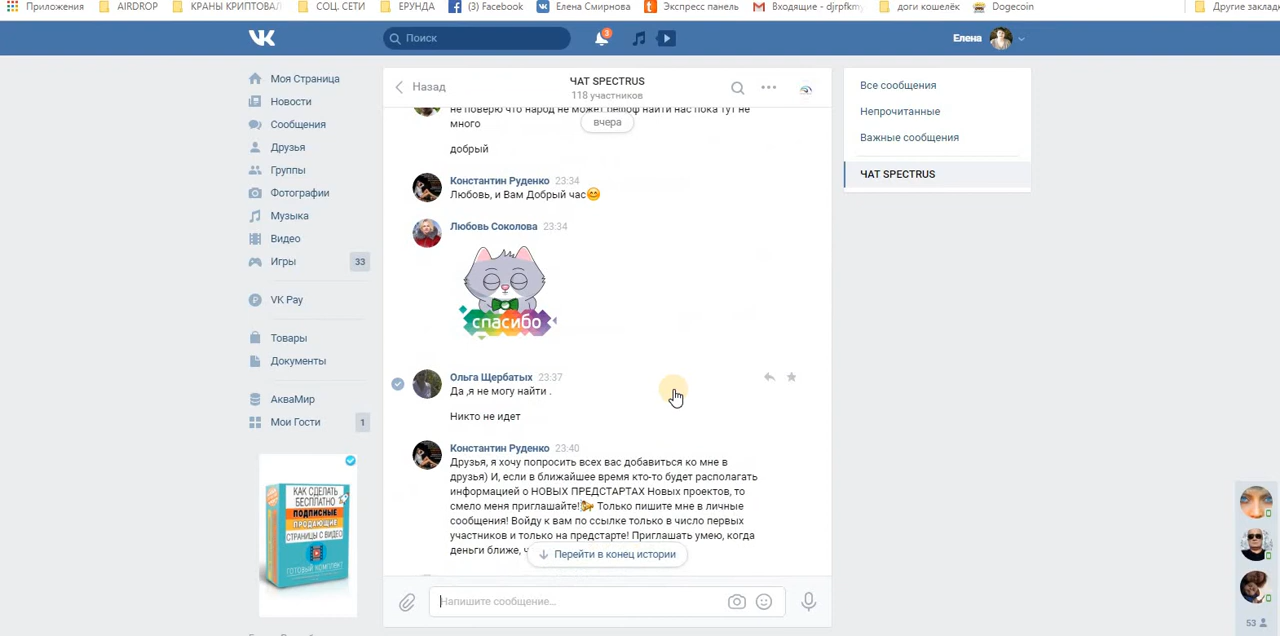 Приложения AIRDROP КРАНЫ КРИПТОВАЛ СОЦ. СЕТИ ЕРУНДА (3) Facebook Елена Смирнова Экспресс панель Входящие - djrpfkmy доги кошелёк Dogecoin Другие заклад
Поиск 3 Елена
Моя Страница
Новости
Сообщения
Друзья
Группы
Фотографии
Музыка
Видео
Игры 33
VK Pay
Товары
Документы
АкваМир
Мои Гости 1
КАК СДЕЛАТЬ
БЕСПЛАТНО
ПОДПИСНЫЕ
ПРОДАЮЩИЕ
СТРАНИЦЫ С ВИДЕО
ГОТОВЫЙ КОМПЛЕКТ
Назад
ЧАТ SPECTRUS
118 участников
не поверю что народ не может
найти нас пока тут не
много
вчера
добрый
Константин Руденко 23:34
Любовь, и Вам Добрый час😊
Любовь Соколова 23:34
спасибо
Ольга Щербатых 23:37
Да ,я не могу найти .
Никто не идет
Константин Руденко 23:40
Друзья, я хочу попросить всех вас добавиться ко мне в
друзья) И, если в ближайшее время кто-то будет располагать
информацией о НОВЫХ ПРЕДСТАРТАХ Новых проектов, то
смело меня приглашайте! Только пишите мне в личные
сообщения! Войду к вам по ссылке только в число первых
участников и только на предстарте! Приглашать умею, когда
деньги ближе,
Перейти в конец истории
Напишите сообщение...
Все сообщения
Непрочитанные
Важные сообщения
ЧАТ SPECTRUS
53